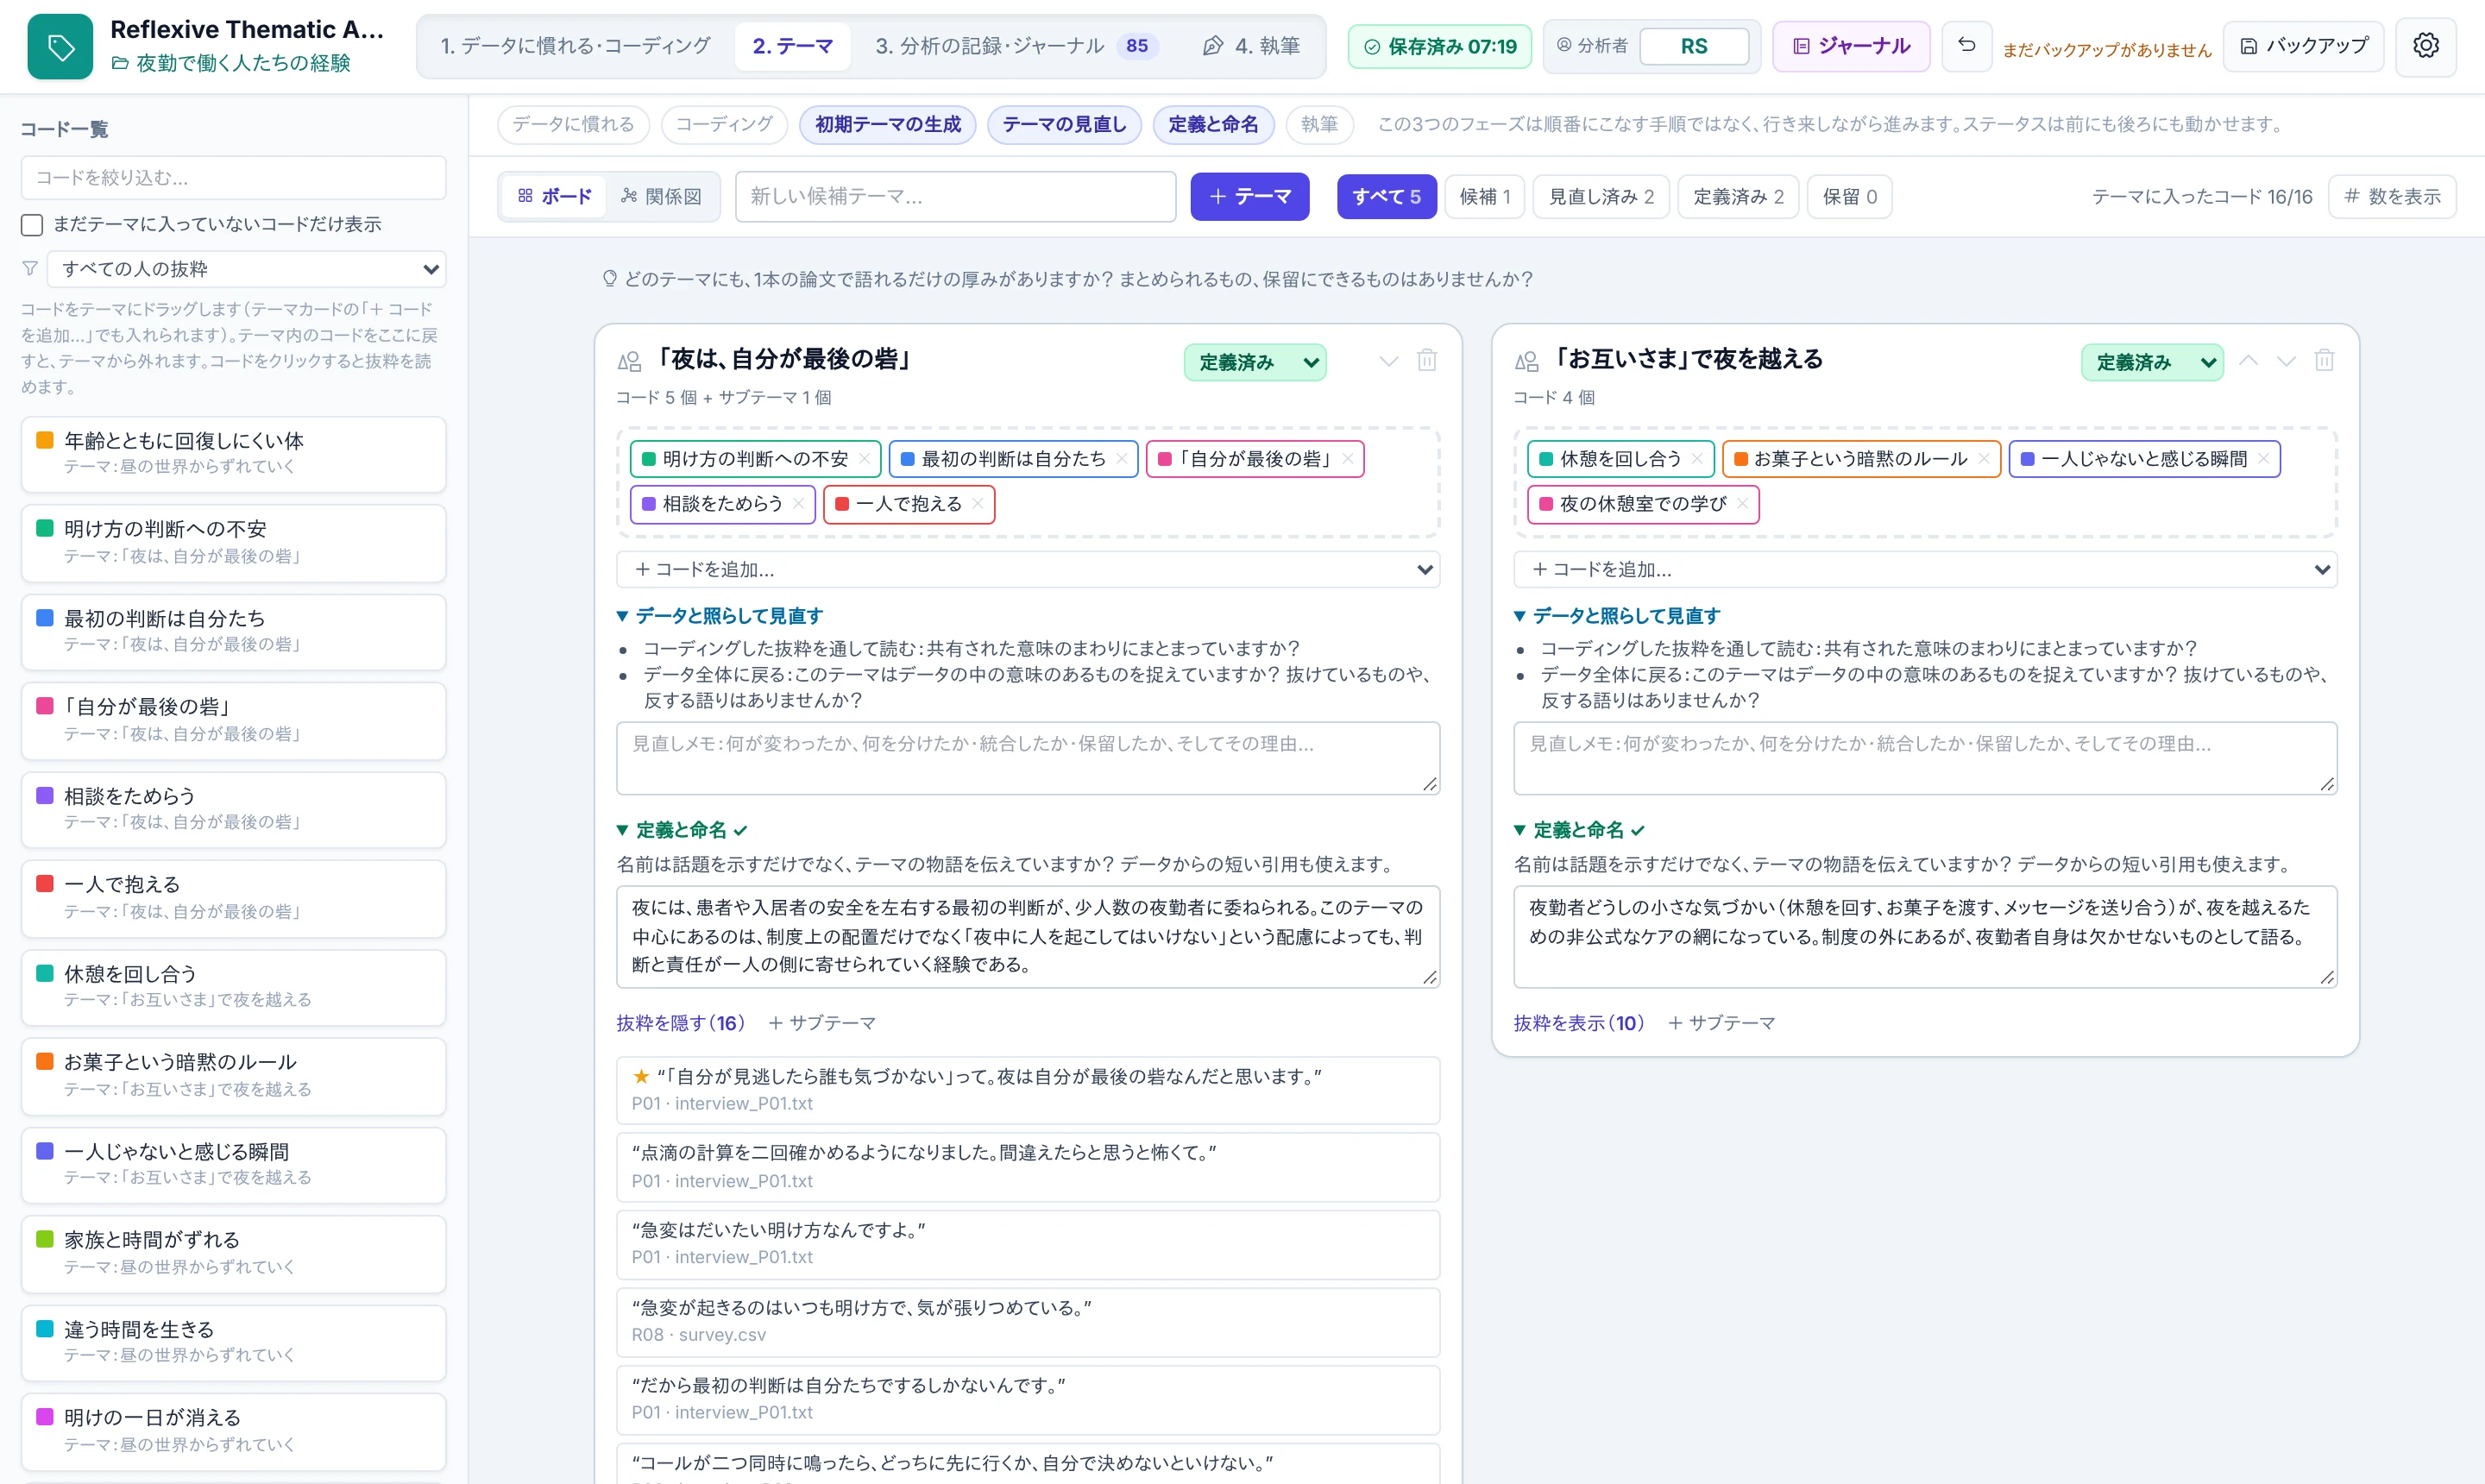 Reflexive Thematic A...
夜勤で働く人たちの経験
1. データに慣れる・コーディング
2. テーマ
3. 分析の記録・ジャーナル 85
4. 執筆
保存済み 07:19
分析者 RS
ジャーナル
まだバックアップがありません
バックアップ
コード一覧
コードを絞り込む...
まだテーマに入っていないコードだけ表示
すべての人の抜粋
コードをテーマにドラッグします（テーマカードの「＋ コード
を追加...」でも入れられます）。テーマ内のコードをここに戻
すと、テーマから外れます。コードをクリックすると抜粋を読
めます。
年齢とともに回復しにくい体
テーマ：昼の世界からずれていく
明け方の判断への不安
テーマ：「夜は、自分が最後の砦」
最初の判断は自分たち
テーマ：「夜は、自分が最後の砦」
「自分が最後の砦」
テーマ：「夜は、自分が最後の砦」
相談をためらう
テーマ：「夜は、自分が最後の砦」
一人で抱える
テーマ：「夜は、自分が最後の砦」
休憩を回し合う
テーマ：「お互いさま」で夜を越える
お菓子という暗黙のルール
テーマ：「お互いさま」で夜を越える
一人じゃないと感じる瞬間
テーマ：「お互いさま」で夜を越える
家族と時間がずれる
テーマ：昼の世界からずれていく
違う時間を生きる
テーマ：昼の世界からずれていく
明けの一日が消える
テーマ：昼の世界からずれていく
データに慣れる
コーディング
初期テーマの生成
テーマの見直し
定義と命名
執筆
この3つのフェーズは順番にこなす手順ではなく、行き来しながら進みます。ステータスは前にも後ろにも動かせます。
ボード
関係図
新しい候補テーマ...
＋ テーマ
すべて 5
候補 1
見直し済み 2
定義済み 2
保留 0
テーマに入ったコード 16/16
# 数を表示
どのテーマにも、1本の論文で語れるだけの厚みがありますか？ まとめられるもの、保留にできるものはありませんか？
「夜は、自分が最後の砦」
定義済み
コード 5 個 + サブテーマ 1 個
明け方の判断への不安 ×
最初の判断は自分たち ×
「自分が最後の砦」 ×
相談をためらう ×
一人で抱える ×
＋ コードを追加...
▼ データと照らして見直す
• コーディングした抜粋を通して読む：共有された意味のまわりにまとまっていますか？
• データ全体に戻る：このテーマはデータの中の意味のあるものを捉えていますか？ 抜けているものや、
反する語りはありませんか？
見直しメモ：何が変わったか、何を分けたか・統合したか・保留したか、そしてその理由...
▼ 定義と命名 ✓
名前は話題を示すだけでなく、テーマの物語を伝えていますか？ データからの短い引用も使えます。
夜には、患者や入居者の安全を左右する最初の判断が、少人数の夜勤者に委ねられる。このテーマの
中心にあるのは、制度上の配置だけでなく「夜中に人を起こしてはいけない」という配慮によっても、判
断と責任が一人の側に寄せられていく経験である。
抜粋を隠す（16）
＋ サブテーマ
★ “「自分が見逃したら誰も気づかない」って。夜は自分が最後の砦なんだと思います。”
P01 · interview_P01.txt
“点滴の計算を二回確かめるようになりました。間違えたらと思うと怖くて。”
P01 · interview_P01.txt
“急変はだいたい明け方なんですよ。”
P01 · interview_P01.txt
“急変が起きるのはいつも明け方で、気が張りつめている。”
R08 · survey.csv
“だから最初の判断は自分たちでするしかないんです。”
P01 · interview_P01.txt
“コールが二つ同時に鳴ったら、どっちに先に行くか、自分で決めないといけない。”
「お互いさま」で夜を越える
定義済み
コード 4 個
休憩を回し合う ×
お菓子という暗黙のルール ×
一人じゃないと感じる瞬間 ×
夜の休憩室での学び ×
＋ コードを追加...
▼ データと照らして見直す
• コーディングした抜粋を通して読む：共有された意味のまわりにまとまっていますか？
• データ全体に戻る：このテーマはデータの中の意味のあるものを捉えていますか？ 抜けているものや、
反する語りはありませんか？
見直しメモ：何が変わったか、何を分けたか・統合したか・保留したか、そしてその理由...
▼ 定義と命名 ✓
名前は話題を示すだけでなく、テーマの物語を伝えていますか？ データからの短い引用も使えます。
夜勤者どうしの小さな気づかい（休憩を回す、お菓子を渡す、メッセージを送り合う）が、夜を越えるた
めの非公式なケアの網になっている。制度の外にあるが、夜勤者自身は欠かせないものとして語る。
抜粋を表示（10）
＋ サブテーマ